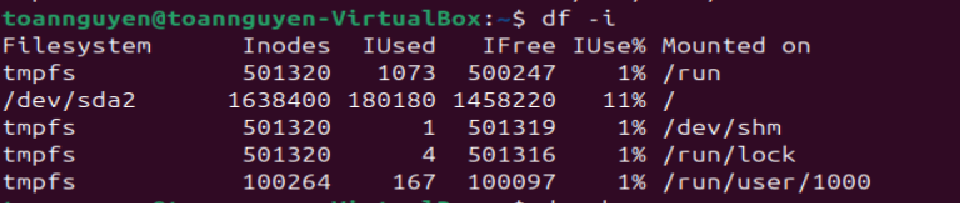 toannguyen@toannguyen-VirtualBox:~$ df -i
Filesystem Inodes IUsed IFree IUse% Mounted on
tmpfs 501320 1073 500247 1% /run
/dev/sda2 1638400 180180 1458220 11% /
tmpfs 501320 1 501319 1% /dev/shm
tmpfs 501320 4 501316 1% /run/lock
tmpfs 100264 167 100097 1% /run/user/1000